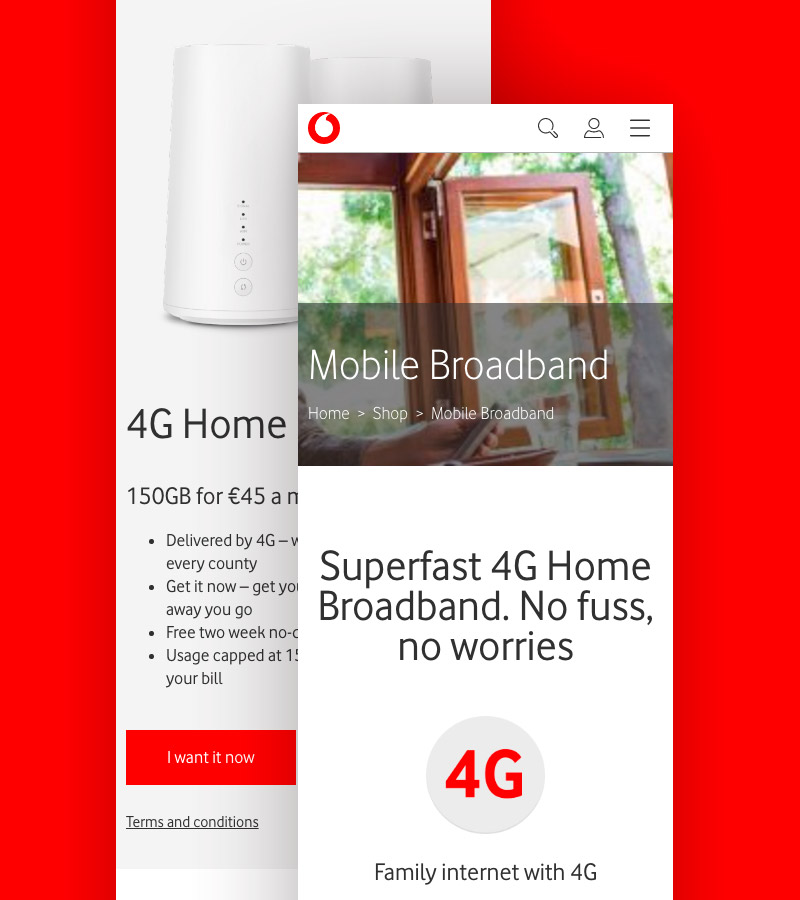 4G Home
150GB for €45 a m
Delivered by 4G – w
every county
Get it now – get you
away you go
Free two week no-c
Usage capped at 15
your bill
I want it now
Terms and conditions
Mobile Broadband
Home > Shop > Mobile Broadband
Superfast 4G Home
Broadband. No fuss,
no worries
4G
Family internet with 4G